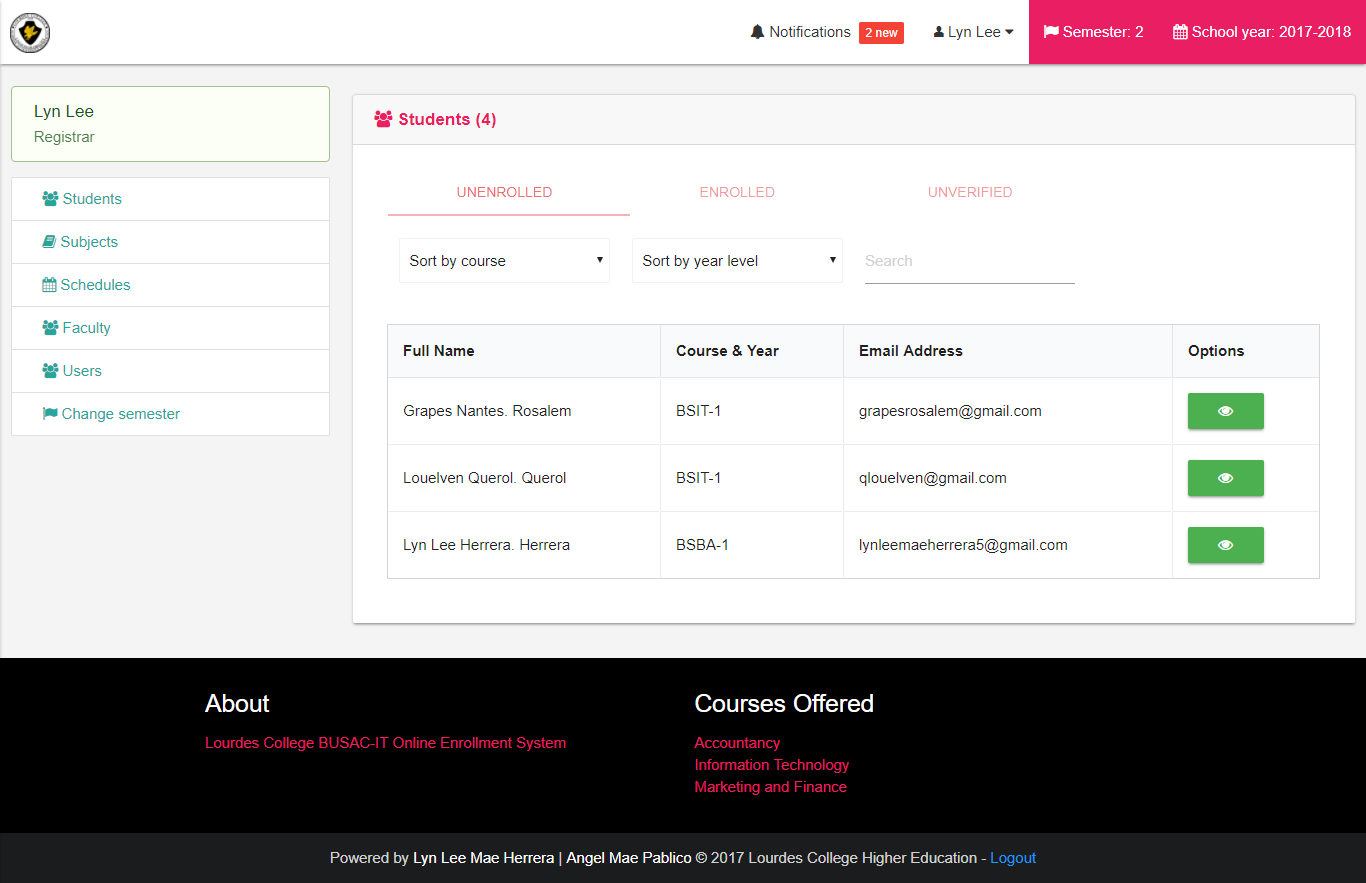 Notifications 2 new Lyn Lee Semester: 2 School year: 2017-2018
Lyn Lee
Registrar
Students
Subjects
Schedules
Faculty
Users
Change semester
Students (4)
UNENROLLED ENROLLED UNVERIFIED
Sort by course Sort by year level Search
Full Name Course & Year Email Address Options
Grapes Nantes. Rosalem BSIT-1 grapesrosalem@gmail.com
Louelven Querol. Querol BSIT-1 qlouelven@gmail.com
Lyn Lee Herrera. Herrera BSBA-1 lynleemaeherrera5@gmail.com
About
Lourdes College BUSAC-IT Online Enrollment System
Courses Offered
Accountancy
Information Technology
Marketing and Finance
Powered by Lyn Lee Mae Herrera | Angel Mae Pablico © 2017 Lourdes College Higher Education - Logout